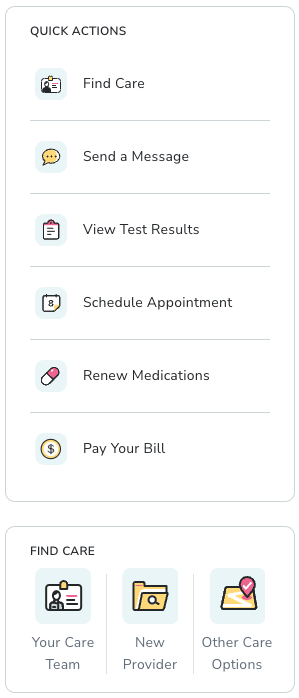 QUICK ACTIONS
Find Care
Send a Message
View Test Results
8
Schedule Appointment
Renew Medications
$
Pay Your Bill
FIND CARE
Your Care
Team
New
Provider
Other Care
Options